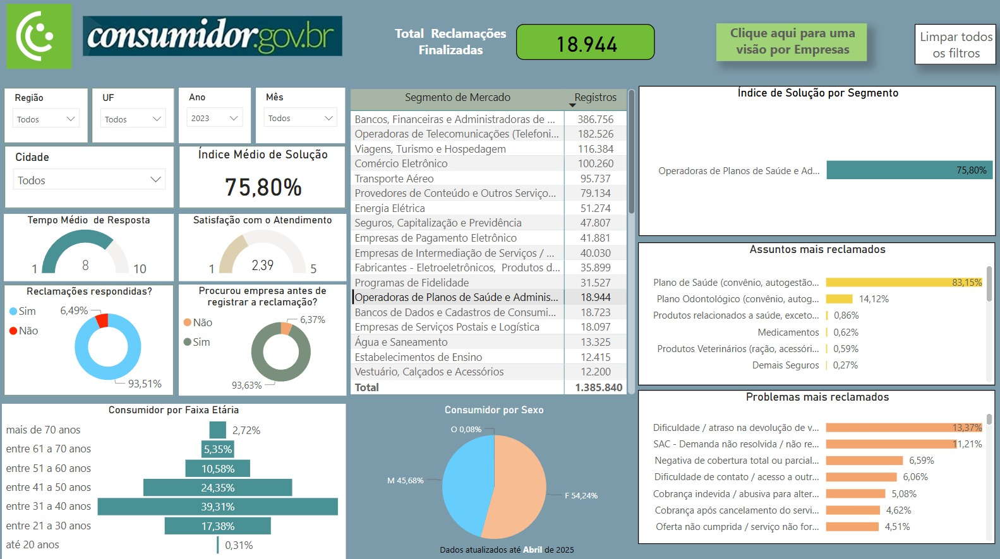 consumidor.gov.br
Total Reclamações
Finalizadas
18.944
Clique aqui para uma
visão por Empresas
Limpar todos
os filtros
Região
Todos
UF
Todos
Ano
2023
Mês
Todos
Cidade
Todos
Índice Médio de Solução
75,80%
Tempo Médio de Resposta
1
8
10
Satisfação com o Atendimento
1
2.39
5
Reclamações respondidas?
Sim
Não
6,49%
93,51%
Procurou empresa antes de
registrar a reclamação?
Não
Sim
6,37%
93,63%
Segmento de Mercado Registros
Bancos, Financeiras e Administradoras de ... 386.756
Operadoras de Telecomunicações (Telefoni... 182.526
Viagens, Turismo e Hospedagem 116.384
Comércio Eletrônico 100.260
Transporte Aéreo 95.737
Provedores de Conteúdo e Outros Serviço... 79.134
Energia Elétrica 51.274
Seguros, Capitalização e Previdência 47.807
Empresas de Pagamento Eletrônico 41.881
Empresas de Intermediação de Serviços / ... 40.030
Fabricantes - Eletroeletrônicos, Produtos d... 35.899
Programas de Fidelidade 31.527
Operadoras de Planos de Saúde e Adminis... 18.944
Bancos de Dados e Cadastros de Consumi... 18.723
Empresas de Serviços Postais e Logística 18.097
Água e Saneamento 13.325
Estabelecimentos de Ensino 12.415
Vestuário, Calçados e Acessórios 12.200
Total 1.385.840
Índice de Solução por Segmento
Operadoras de Planos de Saúde e Ad... 75,80%
Assuntos mais reclamados
Plano de Saúde (convênio, autogestão... 83,15%
Plano Odontológico (convênio, autog... 14,12%
Produtos relacionados a saúde, exceto... 0,86%
Medicamentos 0,62%
Produtos Veterinários (ração, acessóri... 0,59%
Demais Seguros 0,27%
Problemas mais reclamados
Dificuldade / atraso na devolução de v... 13,37%
SAC - Demanda não resolvida / não re... 11,21%
Negativa de cobertura total ou parcial... 6,59%
Dificuldade de contato / acesso a outr... 6,06%
Cobrança indevida / abusiva para alter... 5,08%
Cobrança após cancelamento do servi... 4,62%
Oferta não cumprida / serviço não for... 4,51%
Consumidor por Faixa Etária
mais de 70 anos 2,72%
entre 61 a 70 anos 5,35%
entre 51 a 60 anos 10,58%
entre 41 a 50 anos 24,35%
entre 31 a 40 anos 39,31%
entre 21 a 30 anos 17,38%
até 20 anos 0,31%
Consumidor por Sexo
O 0,08%
M 45,68%
F 54,24%
Dados atualizados até Abril de 2025